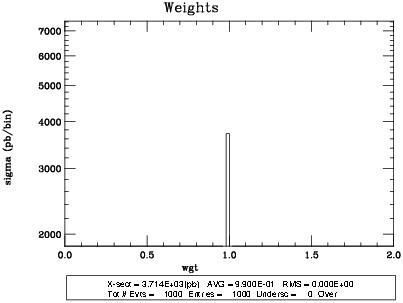 Weights
7000
6000
5000
4000
3000
2000
sigma (pb/bin)
0.0 0.5 1.0 1.5 2.0
wgt
X-sect = 3.714E+03(pb) AVG = 9.900E-01 RMS = 0.000E+00
Tot # Evts = 1000 Entries = 1000 Undersc = 0 Over